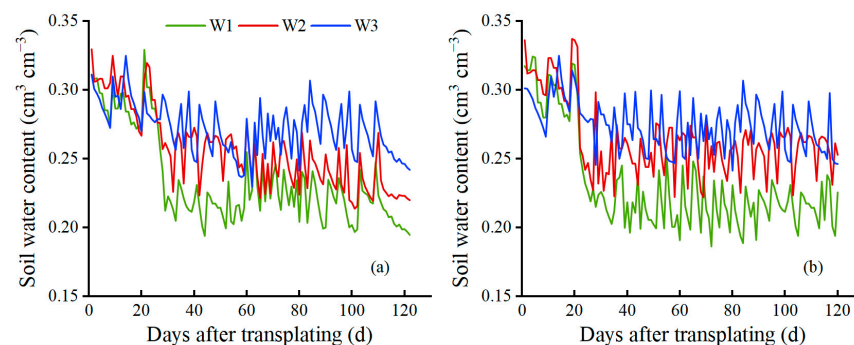 W1 W2 W3
Soil water content (cm³ cm⁻³)
0.35
0.30
0.25
0.20
0.15
0 20 40 60 80 100 120
Days after transplating (d)
(a)
Soil water content (cm³ cm⁻³)
0.35
0.30
0.25
0.20
0.15
0 20 40 60 80 100 120
Days after transplating (d)
(b)